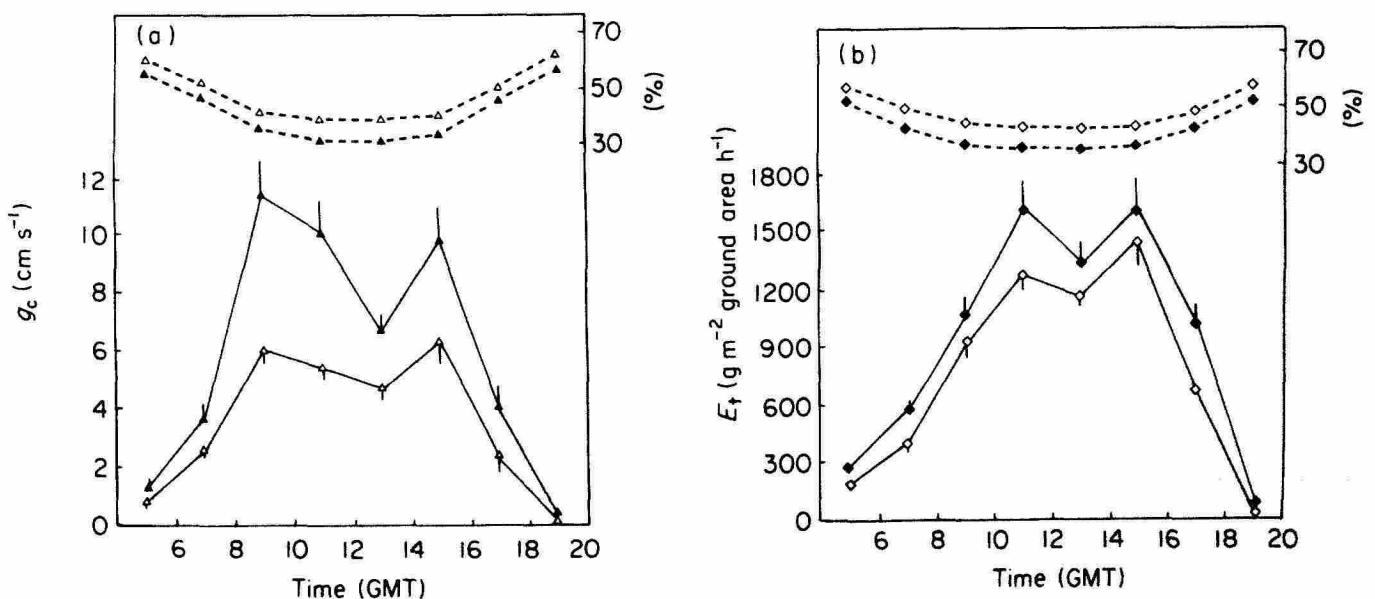 (a)
70
50
30
(%)
12
10
8
6
4
2
0
g_c (cm s⁻¹)
6 8 10 12 14 16 18 20
Time (GMT)
(b)
70
50
30
(%)
1800
1500
1200
900
600
300
0
E_t (g m⁻² ground area h⁻¹)
6 8 10 12 14 16 18 20
Time (GMT)